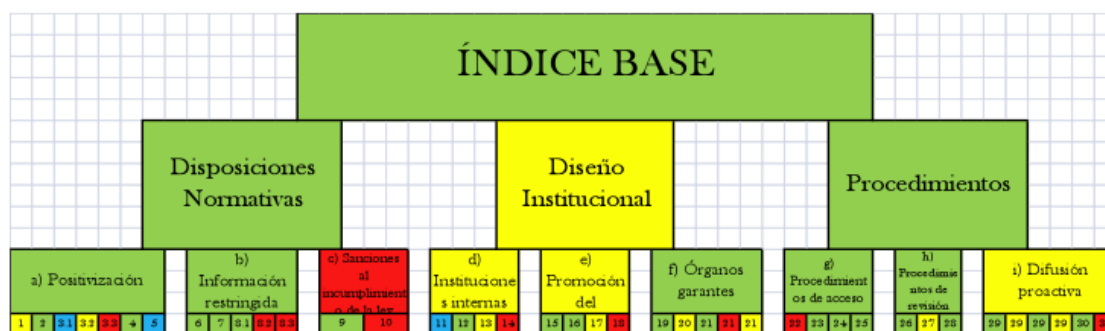 ÍNDICE BASE
Disposiciones
Normativas
Diseño
Institucional
Procedimientos
a) Positivización
b)
Información
restringida
c) Sanciones
al
incumplimient
o de la ley
d)
Institucione
s internas
e)
Promoción
del
f) Órganos
garantes
g)
Procedimient
os de acceso
h)
Procedimie
ntos de
revisión
i) Difusión
proactiva
1 2 3.1 3.2 3.3 4 5
6 7 8.1 8.2 8.3
9 10
11 12 13 14
15 16 17 18
19 20 21 21 21
22 23 24 25
26 27 28
29 29 29 29 30